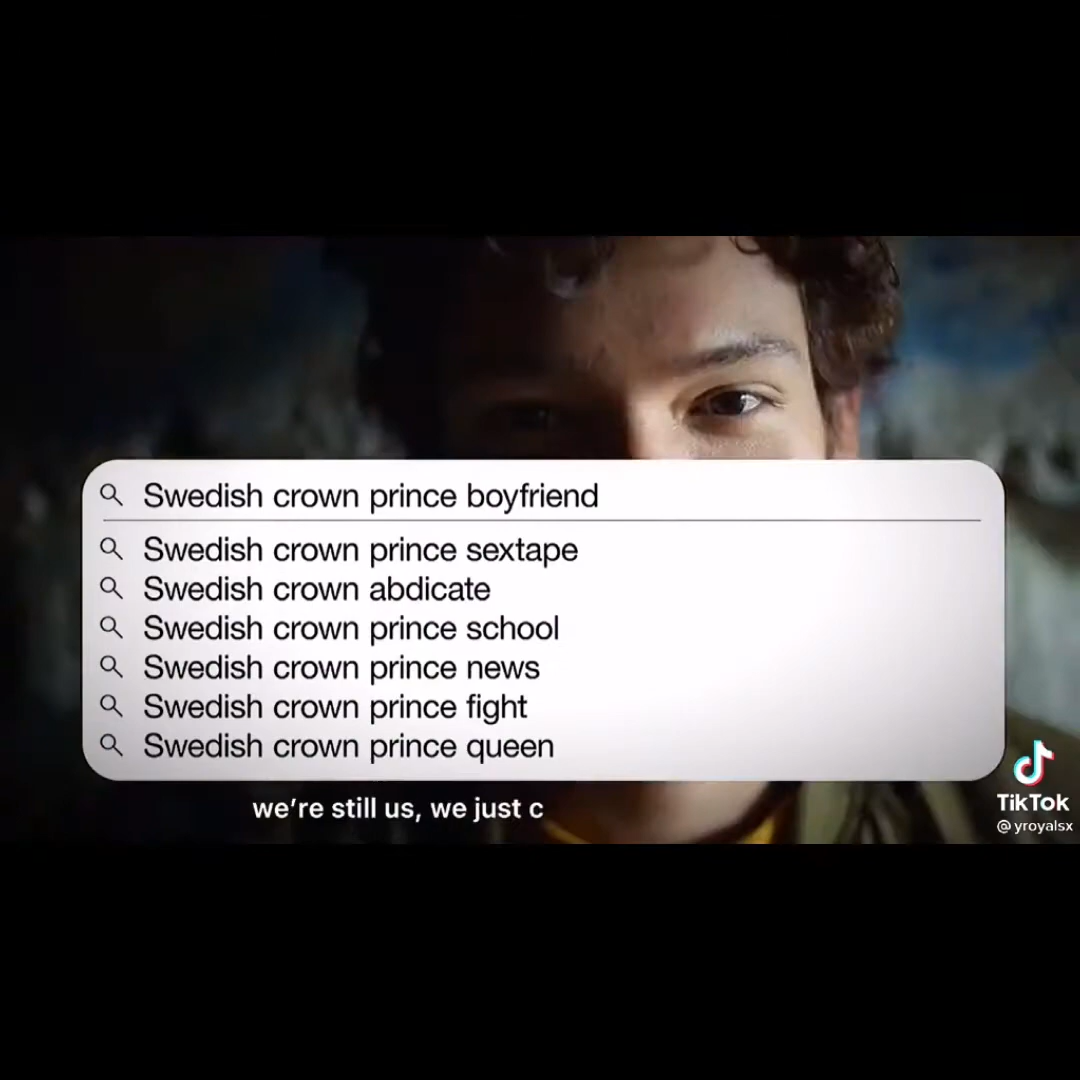 Swedish crown prince boyfriend
Swedish crown prince sextape
Swedish crown abdicate
Swedish crown prince school
Swedish crown prince news
Swedish crown prince fight
Swedish crown prince queen
we're still us, we just c
TikTok
@yroyalsx